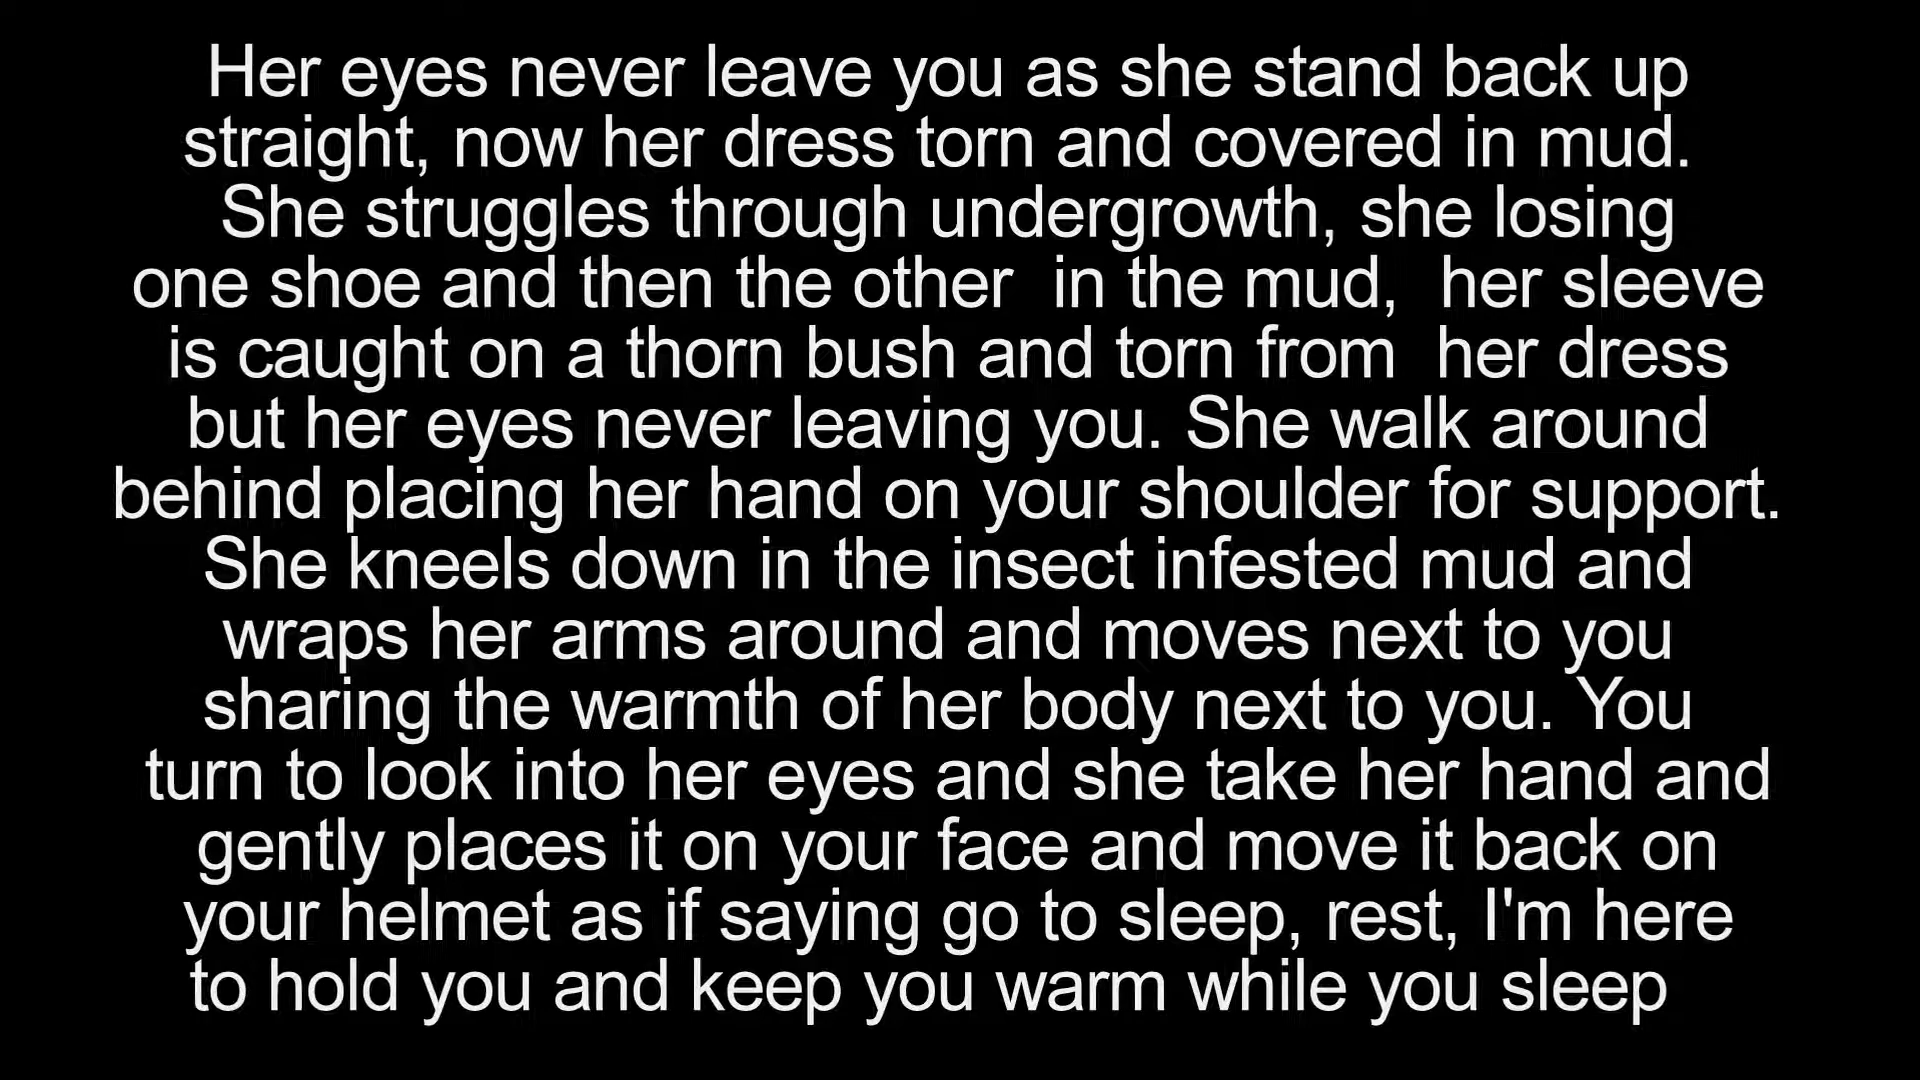 Her eyes never leave you as she stand back up
straight, now her dress torn and covered in mud.
She struggles through undergrowth, she losing
one shoe and then the other  in the mud,  her sleeve
is caught on a thorn bush and torn from  her dress
but her eyes never leaving you. She walk around
behind placing her hand on your shoulder for support.
She kneels down in the insect infested mud and
wraps her arms around and moves next to you
sharing the warmth of her body next to you. You
turn to look into her eyes and she take her hand and
gently places it on your face and move it back on
your helmet as if saying go to sleep, rest, I'm here
to hold you and keep you warm while you sleep